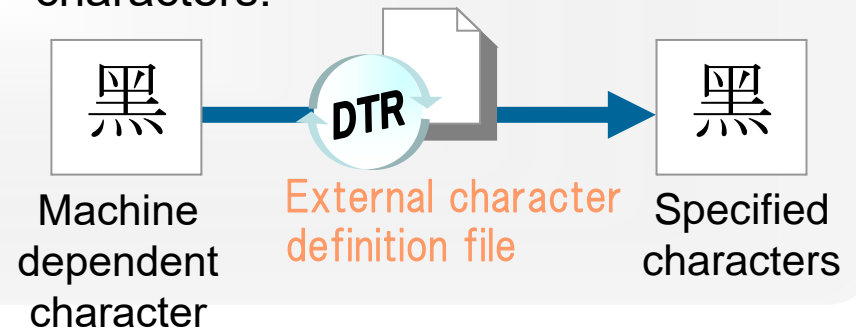 characters.
黑
DTR
黑
External character
definition file
Machine
dependent
character
Specified
characters